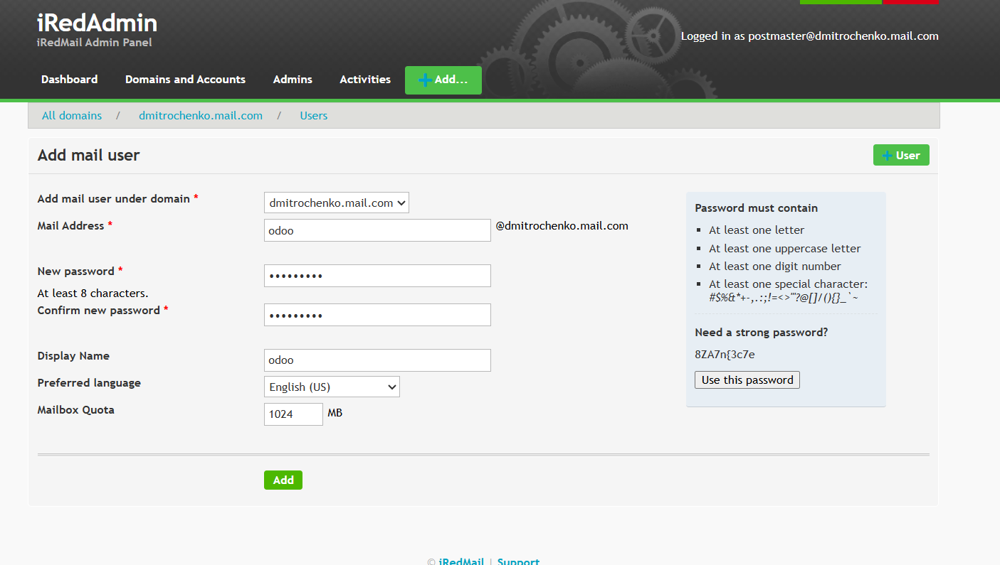 iRedAdmin
iRedMail Admin Panel
Logged in as postmaster@dmitrochenko.mail.com
Dashboard Domains and Accounts Admins Activities Add...
All domains / dmitrochenko.mail.com / Users
Add mail user
User
Add mail user under domain *
dmitrochenko.mail.com
Mail Address *
odoo
@dmitrochenko.mail.com
New password *
•••••••••
At least 8 characters.
Confirm new password *
•••••••••
Display Name
odoo
Preferred language
English (US)
Mailbox Quota
1024
MB
Add
Password must contain
At least one letter
At least one uppercase letter
At least one digit number
At least one special character:
#$%&*+-,.:;!=<>'"?@[]/(){}_`~
Need a strong password?
8ZA7n{3c7e
Use this password
© iRedMail | Support